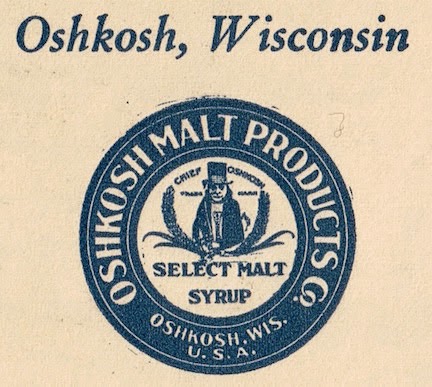 Oshkosh, Wisconsin
OSHKOSH MALT PRODUCTS CO.
CHIEF OSHKOSH
TRADE MARK
SELECT MALT
SYRUP
OSHKOSH, WIS.
U.S.A.